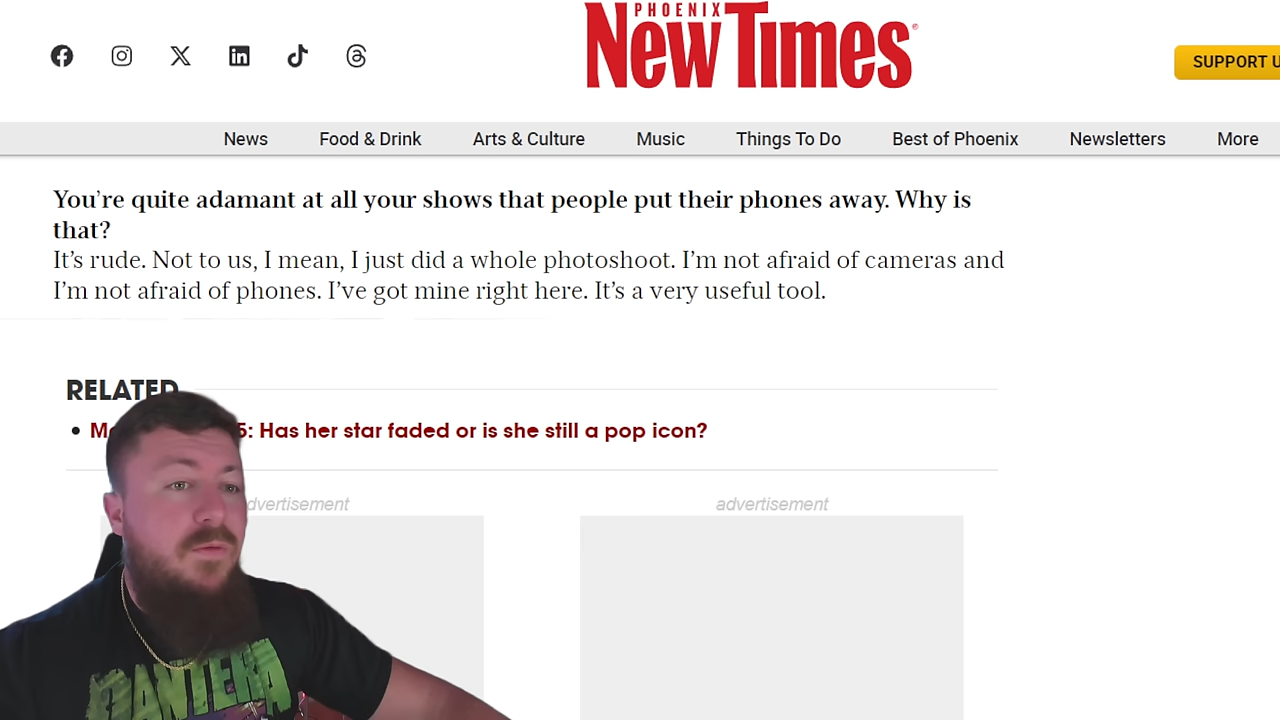 PHOENIX
New Times
SUPPORT U
News Food & Drink Arts & Culture Music Things To Do Best of Phoenix Newsletters More
You're quite adamant at all your shows that people put their phones away. Why is
that?
It's rude. Not to us, I mean, I just did a whole photoshoot. I'm not afraid of cameras and
I'm not afraid of phones. I've got mine right here. It's a very useful tool.
RELATED
5: Has her star faded or is she still a pop icon?
dvertisement advertisement
PANTERA